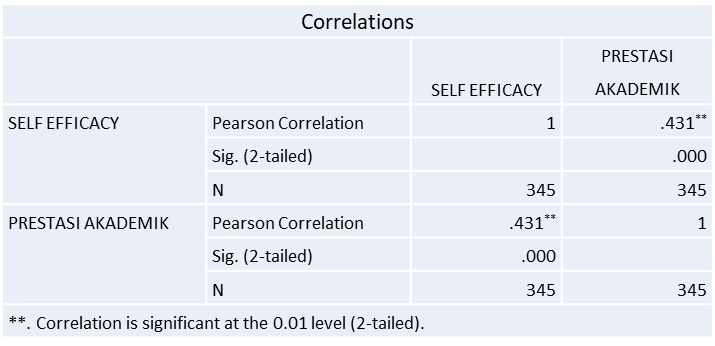 Correlations
SELF EFFICACY PRESTASI AKADEMIK
SELF EFFICACY Pearson Correlation 1 .431**
Sig. (2-tailed) .000
N 345 345
PRESTASI AKADEMIK Pearson Correlation .431** 1
Sig. (2-tailed) .000
N 345 345
**. Correlation is significant at the 0.01 level (2-tailed).